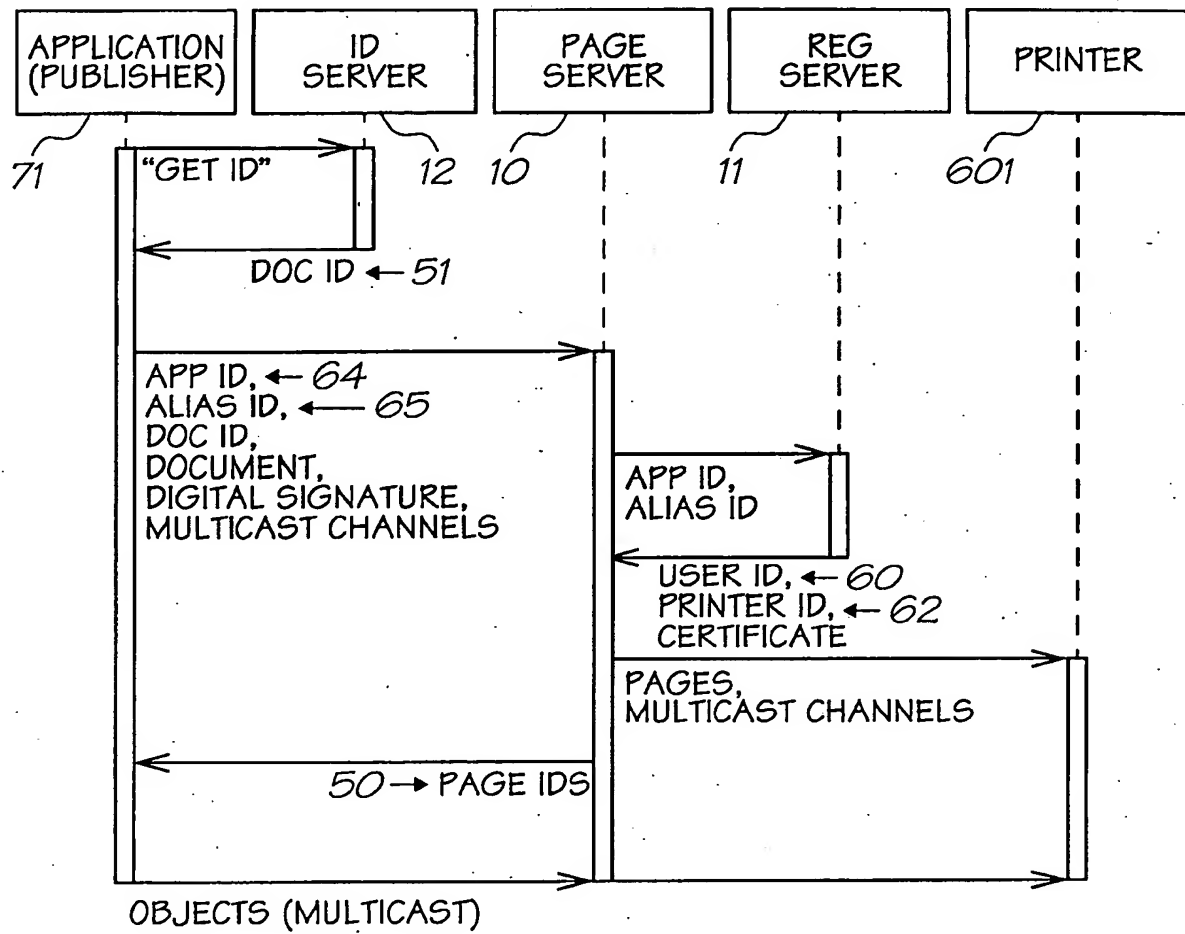 APPLICATION
(PUBLISHER)
ID
SERVER
PAGE
SERVER
REG
SERVER
PRINTER
71
12
10
11
601
"GET ID"
DOC ID ← 51
APP ID, ← 64
ALIAS ID, ← 65
DOC ID,
DOCUMENT,
DIGITAL SIGNATURE,
MULTICAST CHANNELS
APP ID,
ALIAS ID
USER ID, ← 60
PRINTER ID, ← 62
CERTIFICATE
PAGES,
MULTICAST CHANNELS
50 → PAGE IDS
OBJECTS (MULTICAST)